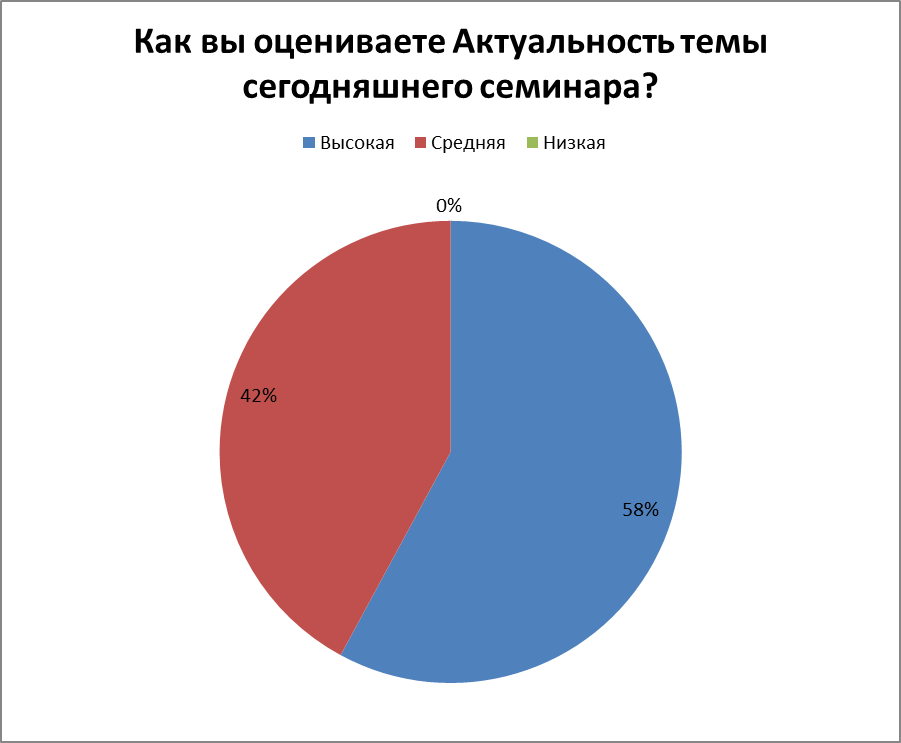 Как вы оцениваете Актуальность темы
сегодняшнего семинара?
Высокая Средняя Низкая
0%
42%
58%